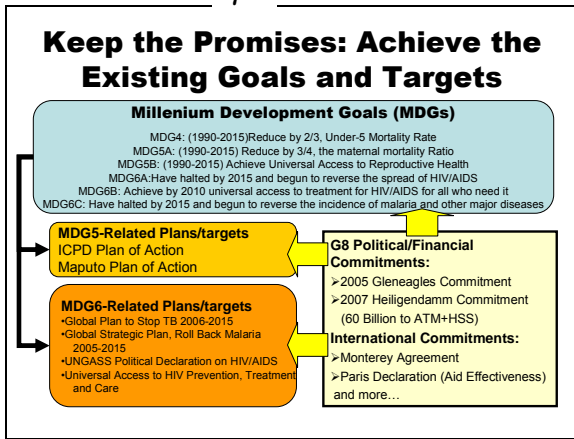 Keep the Promises: Achieve the
Existing Goals and Targets
Millenium Development Goals (MDGs)
MDG4: (1990-2015)Reduce by 2/3, Under-5 Mortality Rate
MDG5A: (1990-2015) Reduce by 3/4, the maternal mortality Ratio
MDG5B: (1990-2015) Achieve Universal Access to Reproductive Health
MDG6A:Have halted by 2015 and begun to reverse the spread of HIV/AIDS
MDG6B: Achieve by 2010 universal access to treatment for HIV/AIDS for all who need it
MDG6C: Have halted by 2015 and begun to reverse the incidence of malaria and other major diseases
MDG5-Related Plans/targets
ICPD Plan of Action
Maputo Plan of Action
MDG6-Related Plans/targets
•Global Plan to Stop TB 2006-2015
•Global Strategic Plan, Roll Back Malaria
2005-2015
•UNGASS Political Declaration on HIV/AIDS
•Universal Access to HIV Prevention, Treatment
and Care
G8 Political/Financial
Commitments:
➢2005 Gleneagles Commitment
➢2007 Heiligendamm Commitment
(60 Billion to ATM+HSS)
International Commitments:
➢Monterey Agreement
➢Paris Declaration (Aid Effectiveness)
and more…